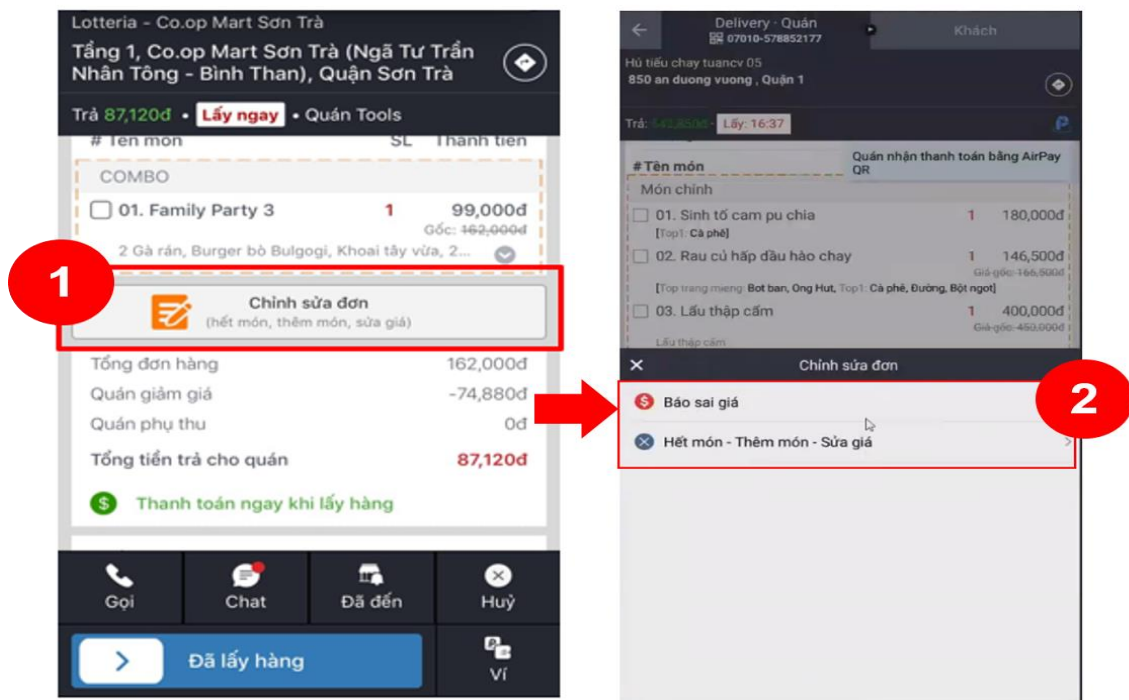 Lotteria - Co.op Mart Sơn Trà
Tầng 1, Co.op Mart Sơn Trà (Ngã Tư Trần
Nhân Tông - Bình Than), Quận Sơn
Trà
Trả 87,120đ • Lấy ngay • Quán Tools
# Tên món SL Thành tiền
COMBO
01. Family Party 3 1 99,000đ
Gốc: 162,000đ
2 Gà rán, Burger bò Bulgogi, Khoai tây vừa, 2...
1
Chỉnh sửa đơn
(hết món, thêm món, sửa giá)
Tổng đơn hàng 162,000đ
Quán giảm giá -74,880đ
Quán phụ thu 0đ
Tổng tiền trả cho quán 87,120đ
Thanh toán ngay khi lấy hàng
Gọi Chat Đã đến Huỷ
Đã lấy hàng
Ví
Delivery - Quán
07010-578852177
Khách
Hủ tiếu chay tuancv 05
850 an duong vuong , Quận 1
Trả: 542,850đ - Lấy: 16:37
Quán nhận thanh toán bằng AirPay
QR
# Tên món
Món chính
01. Sinh tố cam pu chia 1 180,000đ
[Top1: Cà phê]
02. Rau củ hấp dầu hào chay 1 146,500đ
Giá gốc: 166,500đ
[Top trang mieng: Bot ban, Ong Hut, Top1: Cà phê, Đường, Bột ngọt]
03. Lẩu thập cẩm 1 400,000đ
Giá gốc: 450,000đ
Lẩu thập cẩm
Chỉnh sửa đơn
2
Báo sai giá
Hết món - Thêm món - Sửa giá